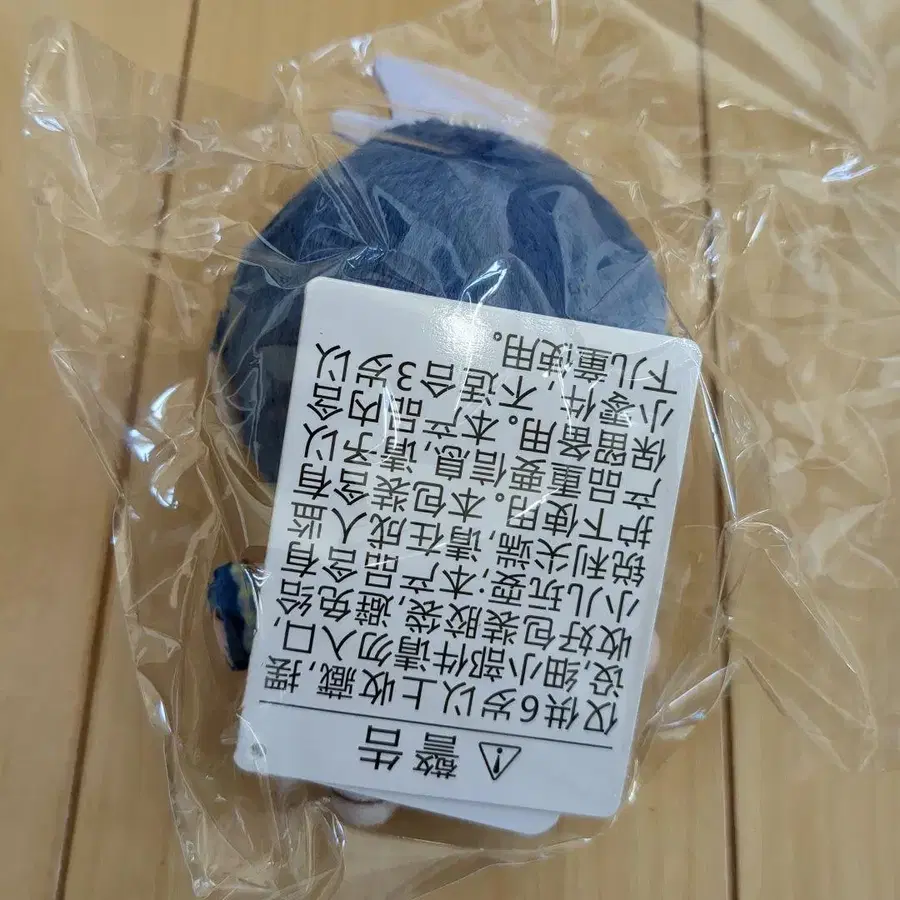 警告
仅供6岁以上收藏,摆
设,细小部件请勿入口,
收好包装胶袋,避免给
小儿玩耍;本产品含有
锐利尖端,请在成人监
护下使用。本包装含有
产品重要信息,请予以
保留备用。本产品内含
小零件,不适合3岁以
下儿童使用。